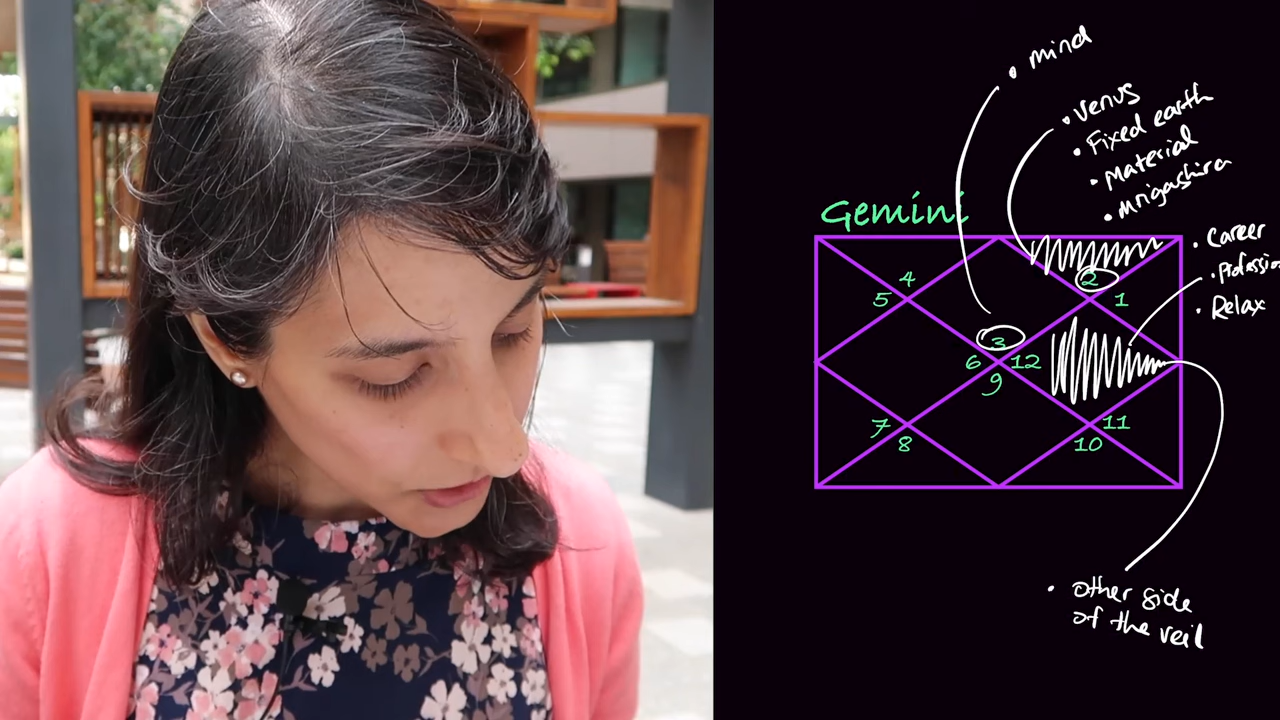 • mind
• Venus
• Fixed earth
• Material
• Mrigashira
Gemini
• Career
• Relax
2
4
5
1
3
6
12
9
7
8
11
10
• other side
of the veil